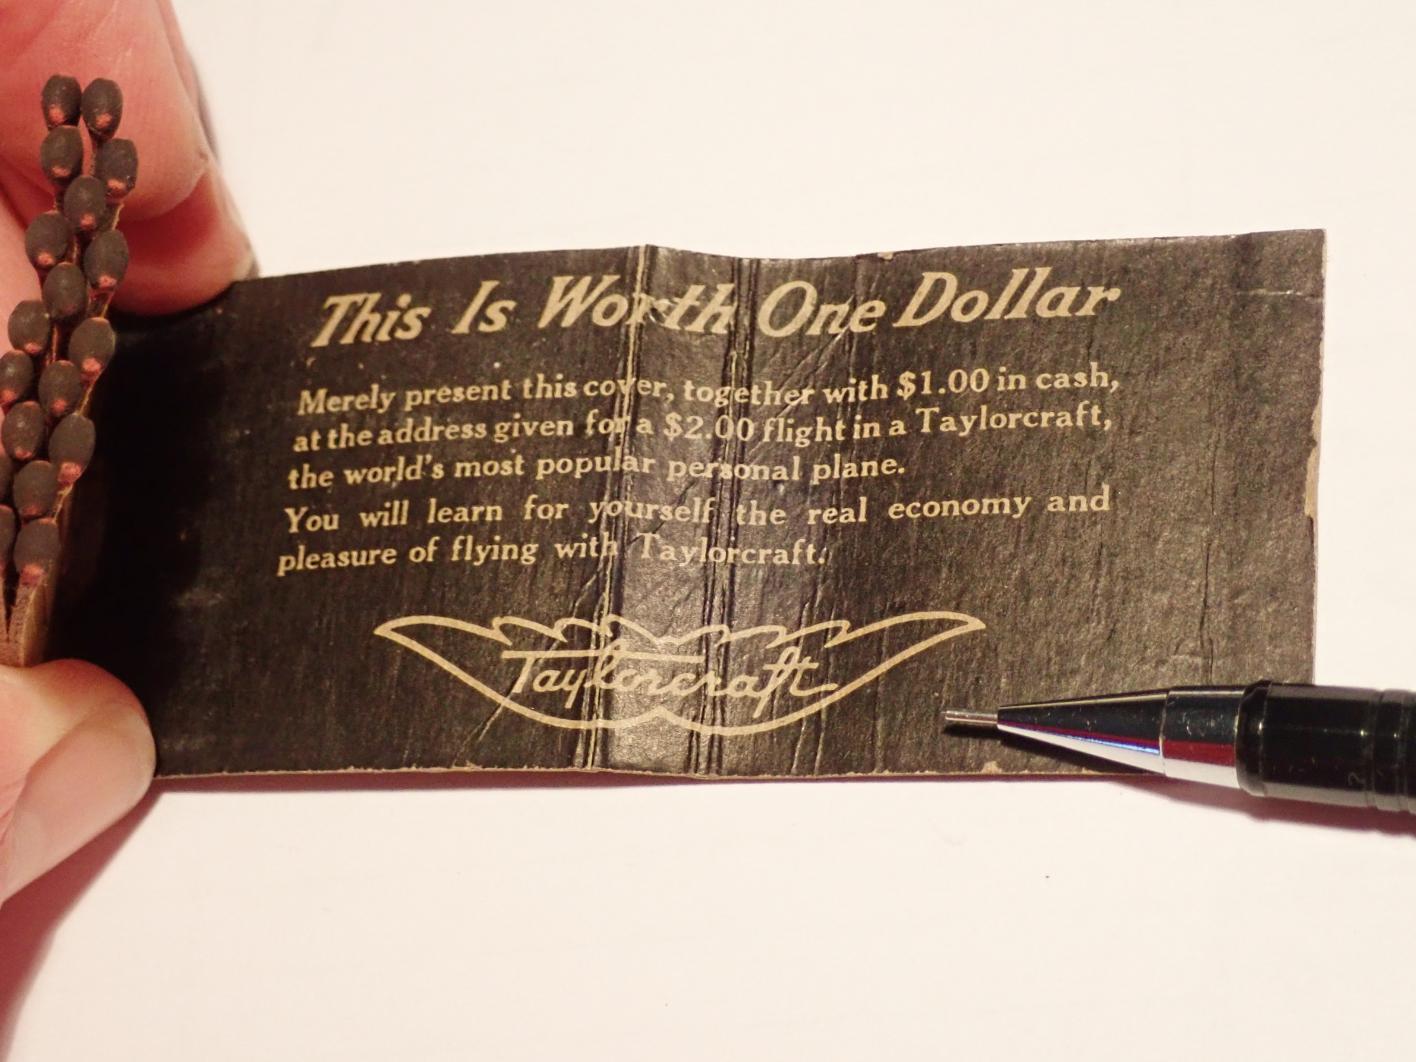 This Is Worth One Dollar
Merely present this cover, together with $1.00 in cash,
at the address given for a $2.00 flight in a Taylorcraft,
the world's most popular personal plane.
You will learn for yourself the real economy and
pleasure of flying with Taylorcraft.
Taylorcraft